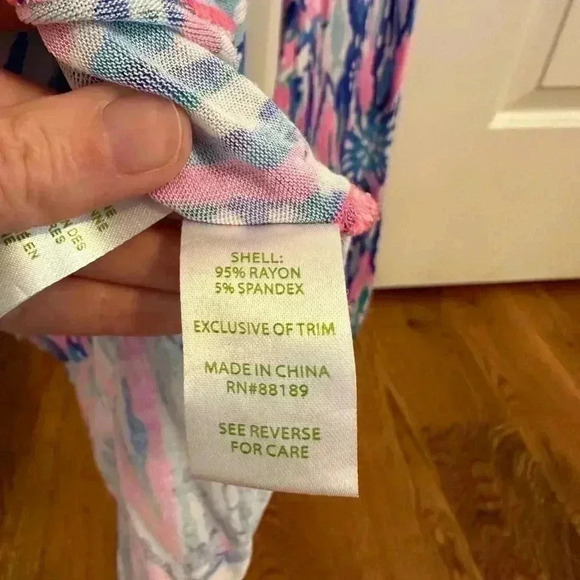 SHELL:
95% RAYON
5% SPANDEX
EXCLUSIVE OF TRIM
MADE IN CHINA
RN#88189
SEE REVERSE
FOR CARE